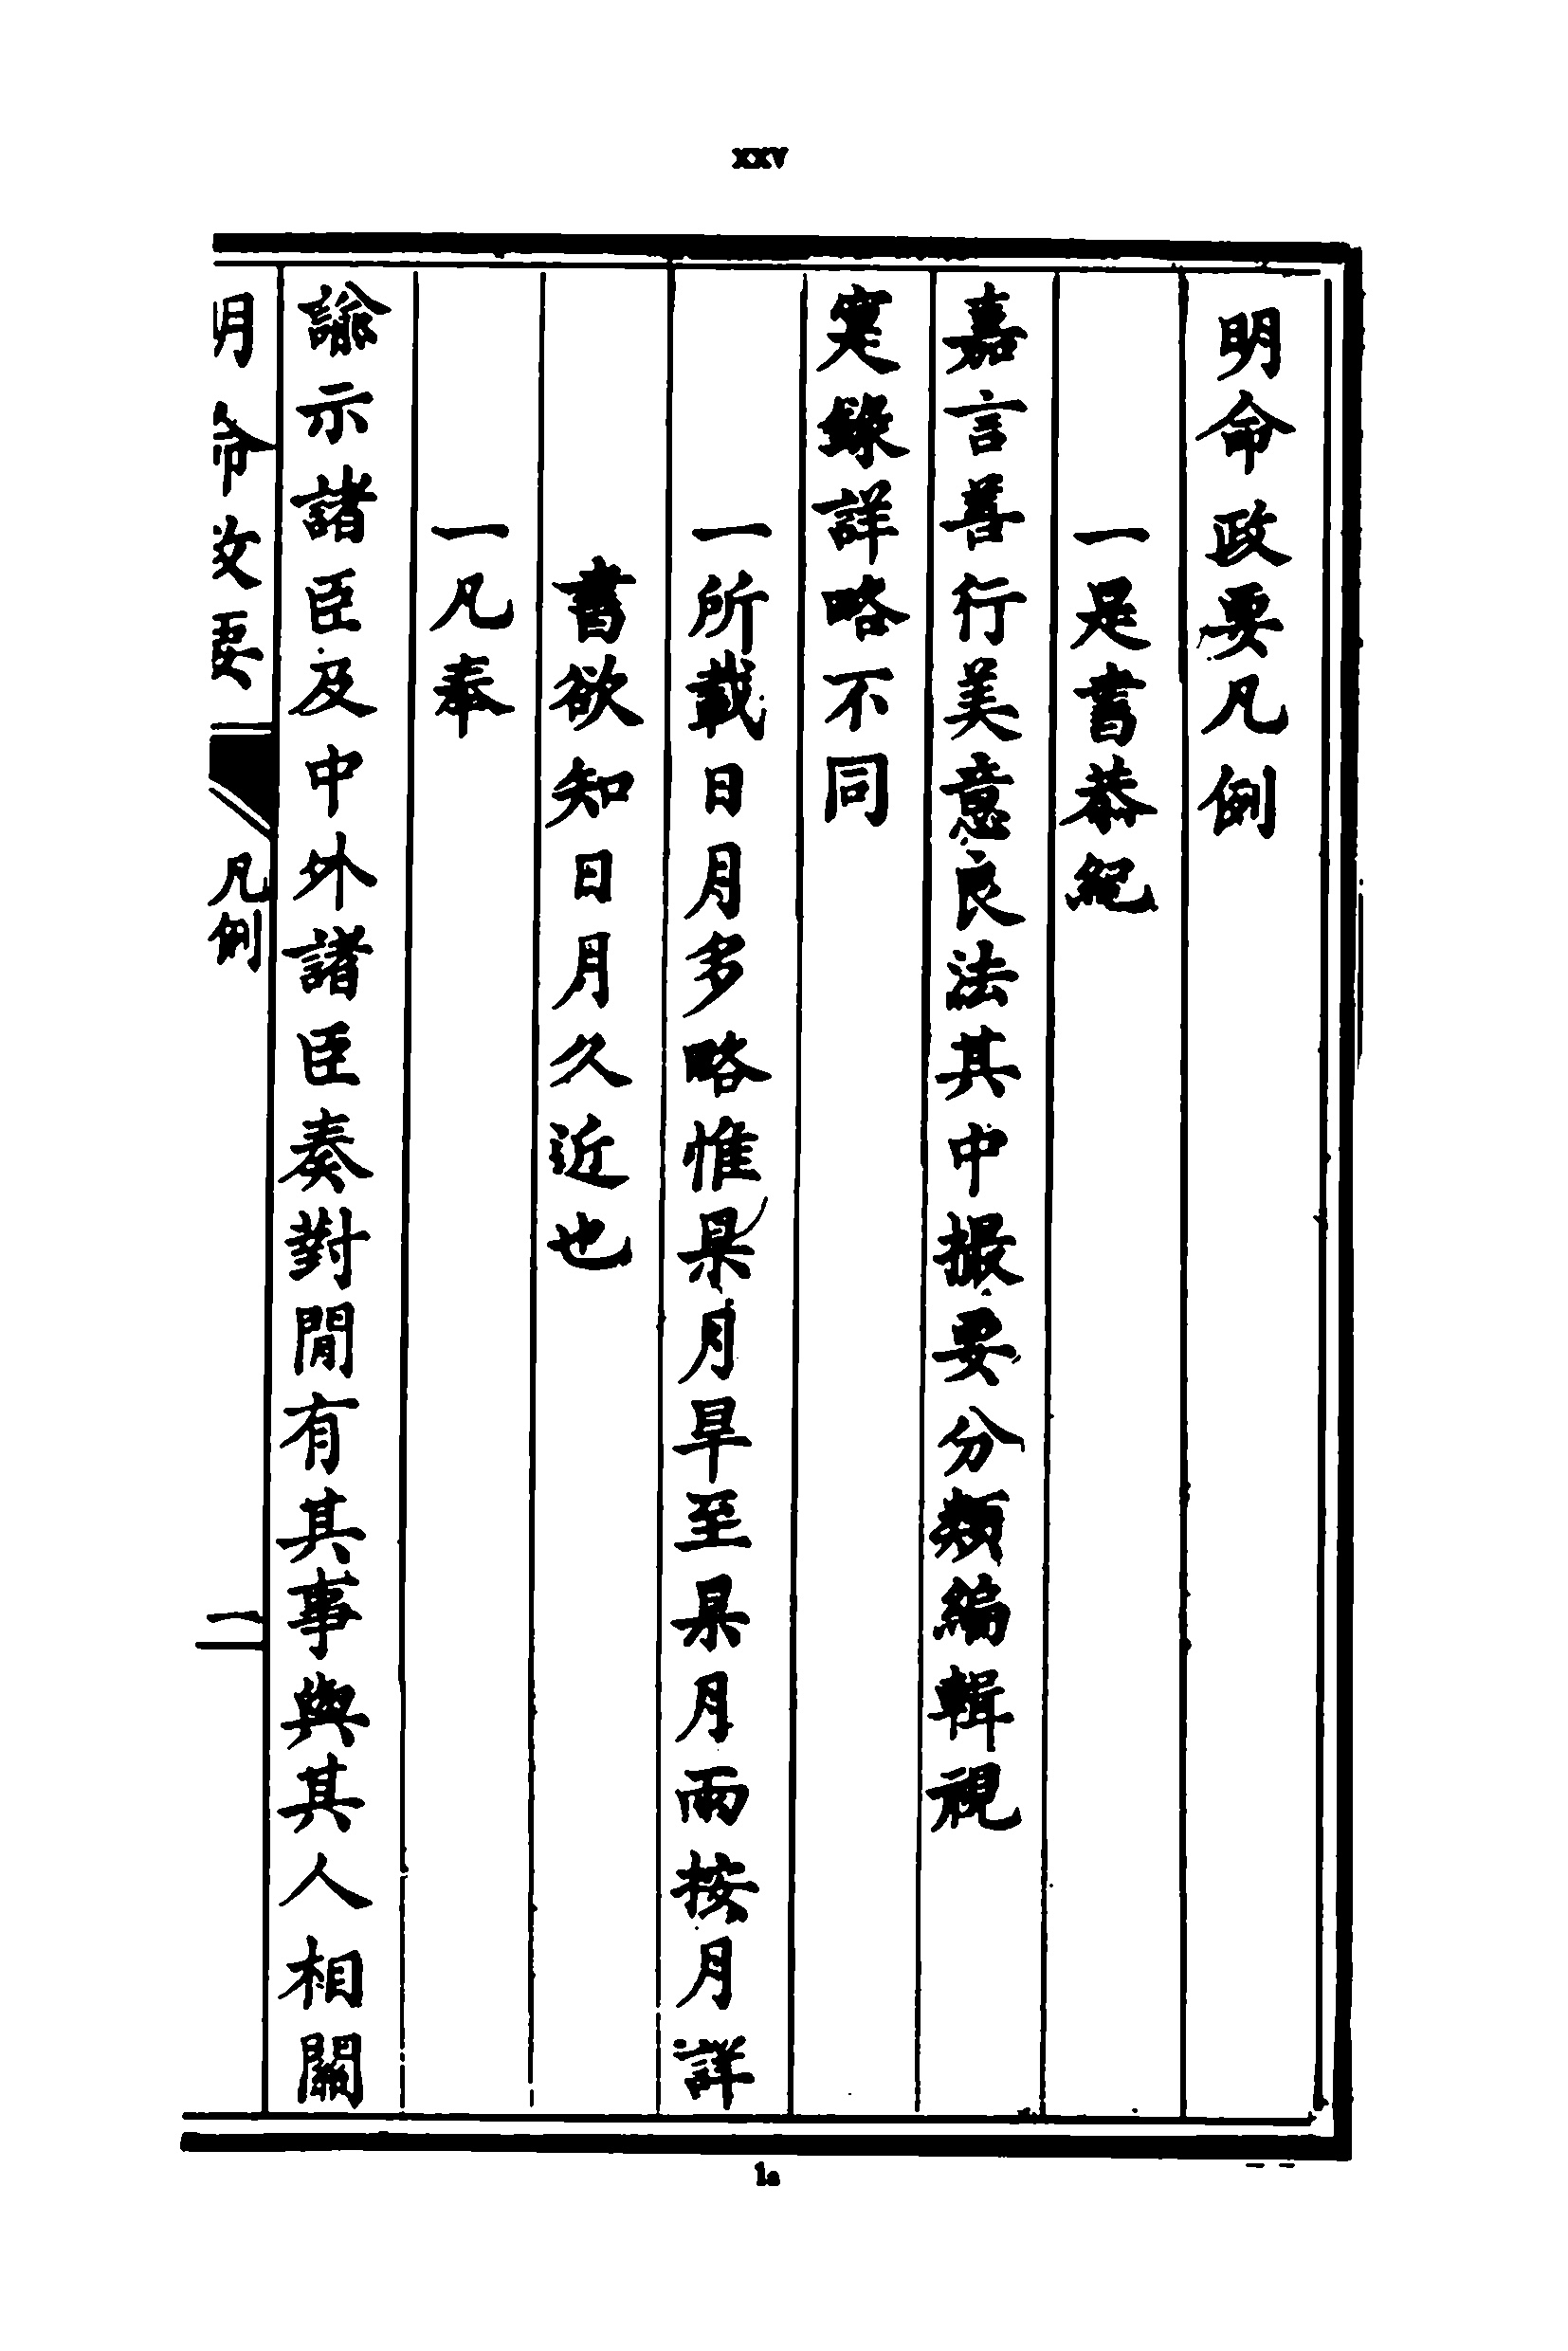 xxv
明命政要凡例
一是書恭紀
嘉言善行美意良法其中撮要分類編輯視
寔錄詳略不同
一所載日月多略惟某月旱至某月雨按月詳
書欲知日月久近也
一凡奉
諭示諸臣及中外諸臣奏對間有其事與其人相關
明命政要
凡例
一
1a